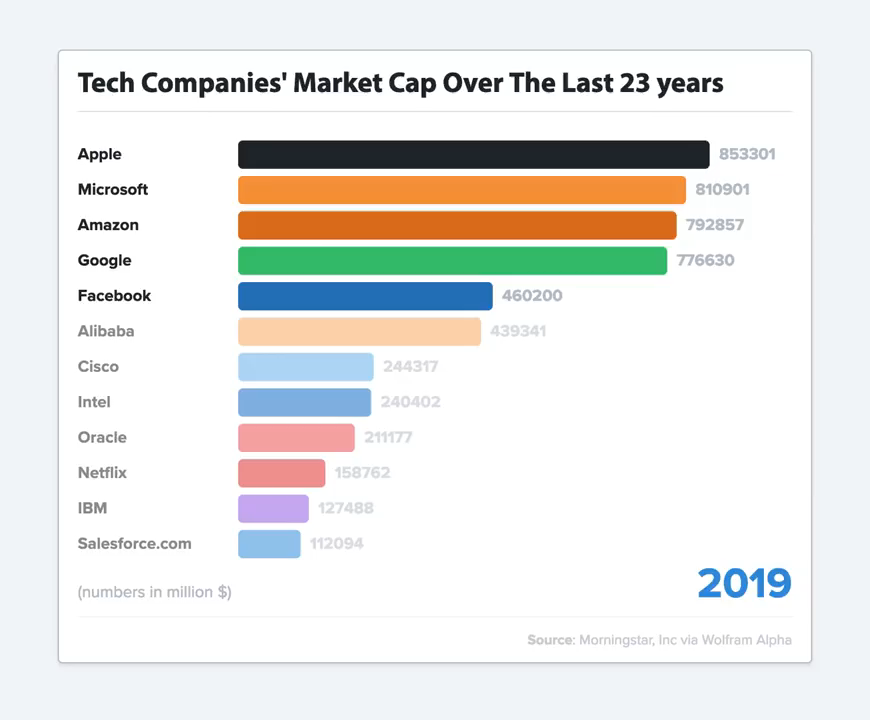 Tech Companies' Market Cap Over The Last 23 years
Apple 853301
Microsoft 810901
Amazon 792857
Google 776630
Facebook 460200
Alibaba 439341
Cisco 244317
Intel 240402
Oracle 211177
Netflix 158762
IBM 127488
Salesforce.com 112094
(numbers in million $) 2019
Source: Morningstar, Inc via Wolfram Alpha